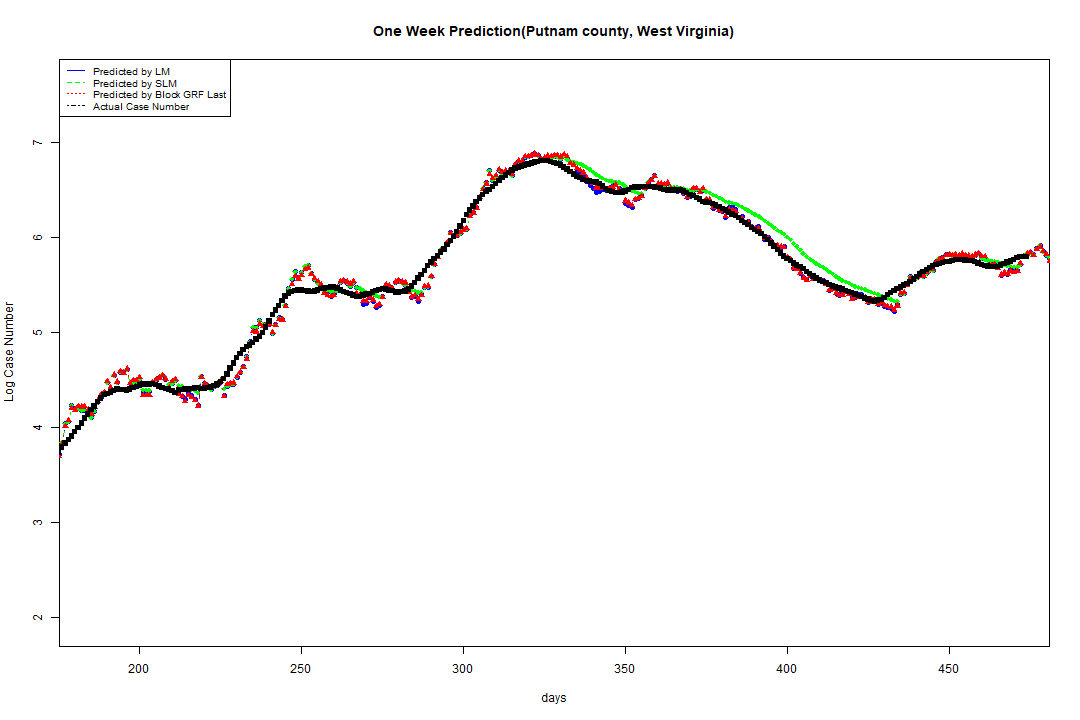 One Week Prediction(Putnam county, West Virginia)
Predicted by LM
Predicted by SLM
Predicted by Block GRF Last
Actual Case Number
7
6
5
4
3
2
Log Case Number
200 250 300 350 400 450
days